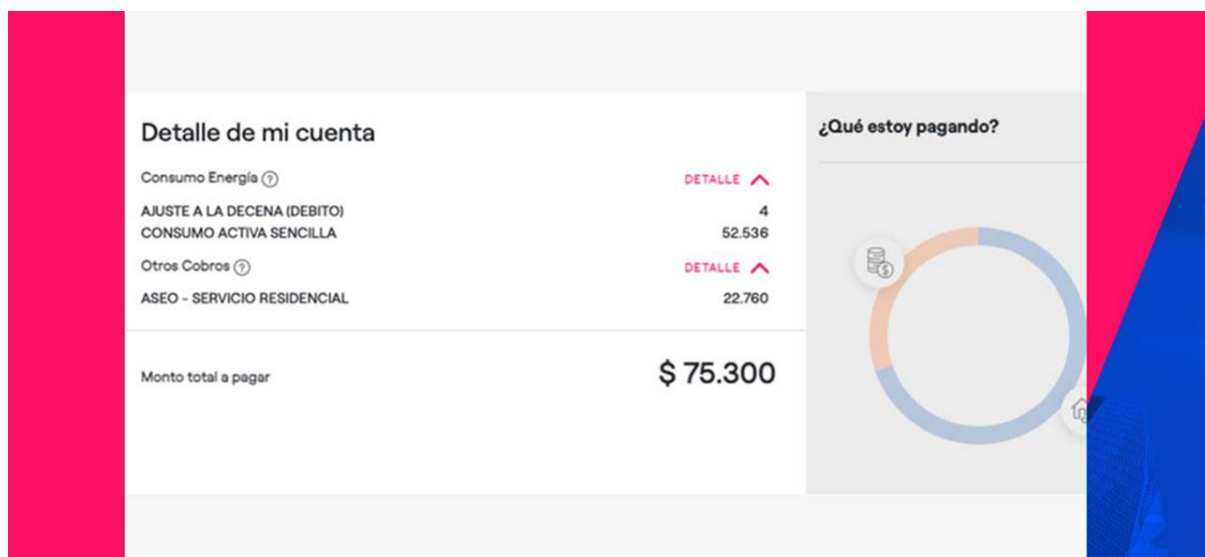 Detalle de mi cuenta
Consumo Energía ?
DETALLE
AJUSTE A LA DECENA (DEBITO) 4
CONSUMO ACTIVA SENCILLA 52.536
Otros Cobros ?
DETALLE
ASEO - SERVICIO RESIDENCIAL 22.760
Monto total a pagar $ 75.300
¿Qué estoy pagando?
$